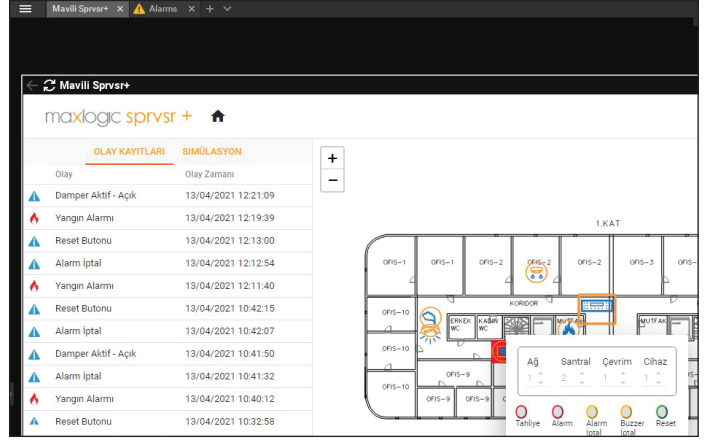 Mavili Sprvsr+
Alarms
Mavili Sprvsr+
maxlogic sprvsr +
OLAY KAYITLARI SIMÜLASYON
Olay Olay Zamanı
Damper Aktif - Açık 13/04/2021 12:21:09
Yangın Alarmı 13/04/2021 12:19:39
Reset Butonu 13/04/2021 12:13:00
Alarm İptal 13/04/2021 12:12:54
Yangın Alarmı 13/04/2021 12:11:40
Reset Butonu 13/04/2021 10:42:15
Alarm İptal 13/04/2021 10:42:07
Damper Aktif - Açık 13/04/2021 10:41:50
Alarm İptal 13/04/2021 10:41:32
Yangın Alarmı 13/04/2021 10:40:12
Reset Butonu 13/04/2021 10:32:58
+
−
1.KAT
OFIS-1 OFIS-1 OFIS-2 OFIS-2 OFIS-2 OFIS-3 OFIS-
KORIDOR
OFIS-10
ERKEK WC
KADIN WC
MUTFAK
MUTFAK
OFIS-10
OFIS-9
OFIS-10
OFIS-9 OFIS-9
Ağ Santral Çevrim Cihaz
1 2 1 1
Tahliye Alarm Alarm İptal Buzzer İptal Reset